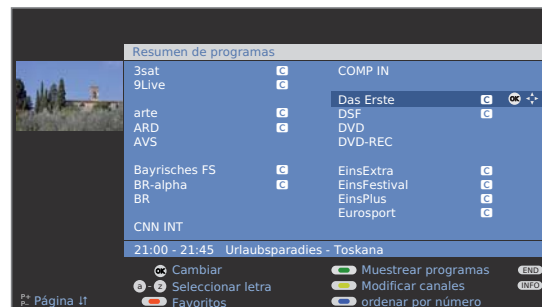 Resumen de programas
3sat C
9Live C
arte C
ARD C
AVS
Bayrisches FS C
BR-alpha C
BR
CNN INT
COMP IN
Das Erste C OK
DSF C
DVD
DVD-REC
EinsExtra C
EinsFestival C
EinsPlus C
Eurosport C
21:00 - 21:45 Urlaubsparadies - Toskana
OK Cambiar
a - z Seleccionar letra
P+ P- Página
Favoritos
Muestrear programas END
Modificar canales INFO
ordenar por número